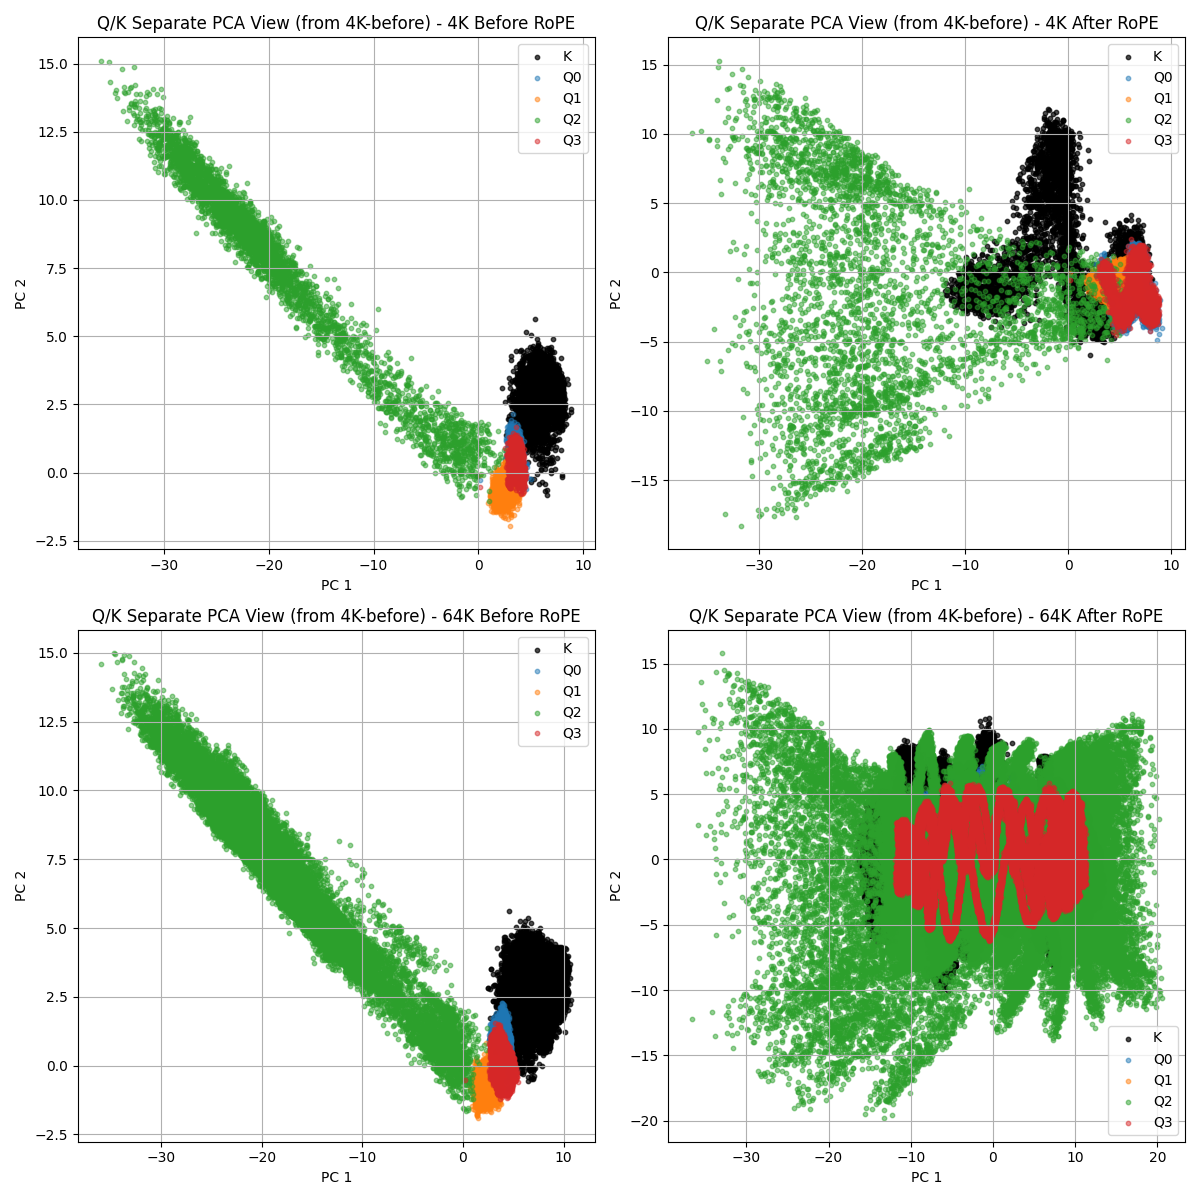 Q/K Separate PCA View (from 4K-before) - 4K Before RoPE
15.0
12.5
10.0
7.5
5.0
2.5
0.0
−2.5
PC 2
−30
−20
−10
0
10
PC 1
K
Q0
Q1
Q2
Q3
Q/K Separate PCA View (from 4K-before) - 4K After RoPE
15
10
5
0
−5
−10
−15
PC 2
−30
−20
−10
0
10
PC 1
K
Q0
Q1
Q2
Q3
Q/K Separate PCA View (from 4K-before) - 64K Before RoPE
15.0
12.5
10.0
7.5
5.0
2.5
0.0
−2.5
PC 2
−30
−20
−10
0
10
PC 1
K
Q0
Q1
Q2
Q3
Q/K Separate PCA View (from 4K-before) - 64K After RoPE
15
10
5
0
−5
−10
−15
−20
PC 2
−30
−20
−10
0
10
20
PC 1
K
Q0
Q1
Q2
Q3